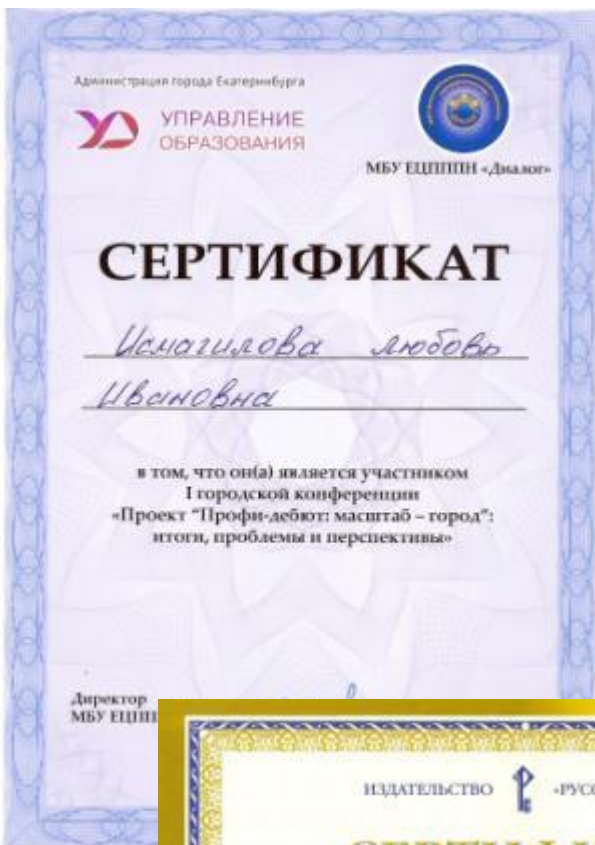 Администрация города Екатеринбурга
УПРАВЛЕНИЕ
ОБРАЗОВАНИЯ
МБУ ЕЦПППН «Диалог»
СЕРТИФИКАТ
Исмагилова Любовь
Ивановна
в том, что он(а) является участником
I городской конференции
«Проект "Профи-дебют: масштаб – город":
итоги, проблемы и перспективы»
Директор
МБУ
ИЗДАТЕЛЬСТВО